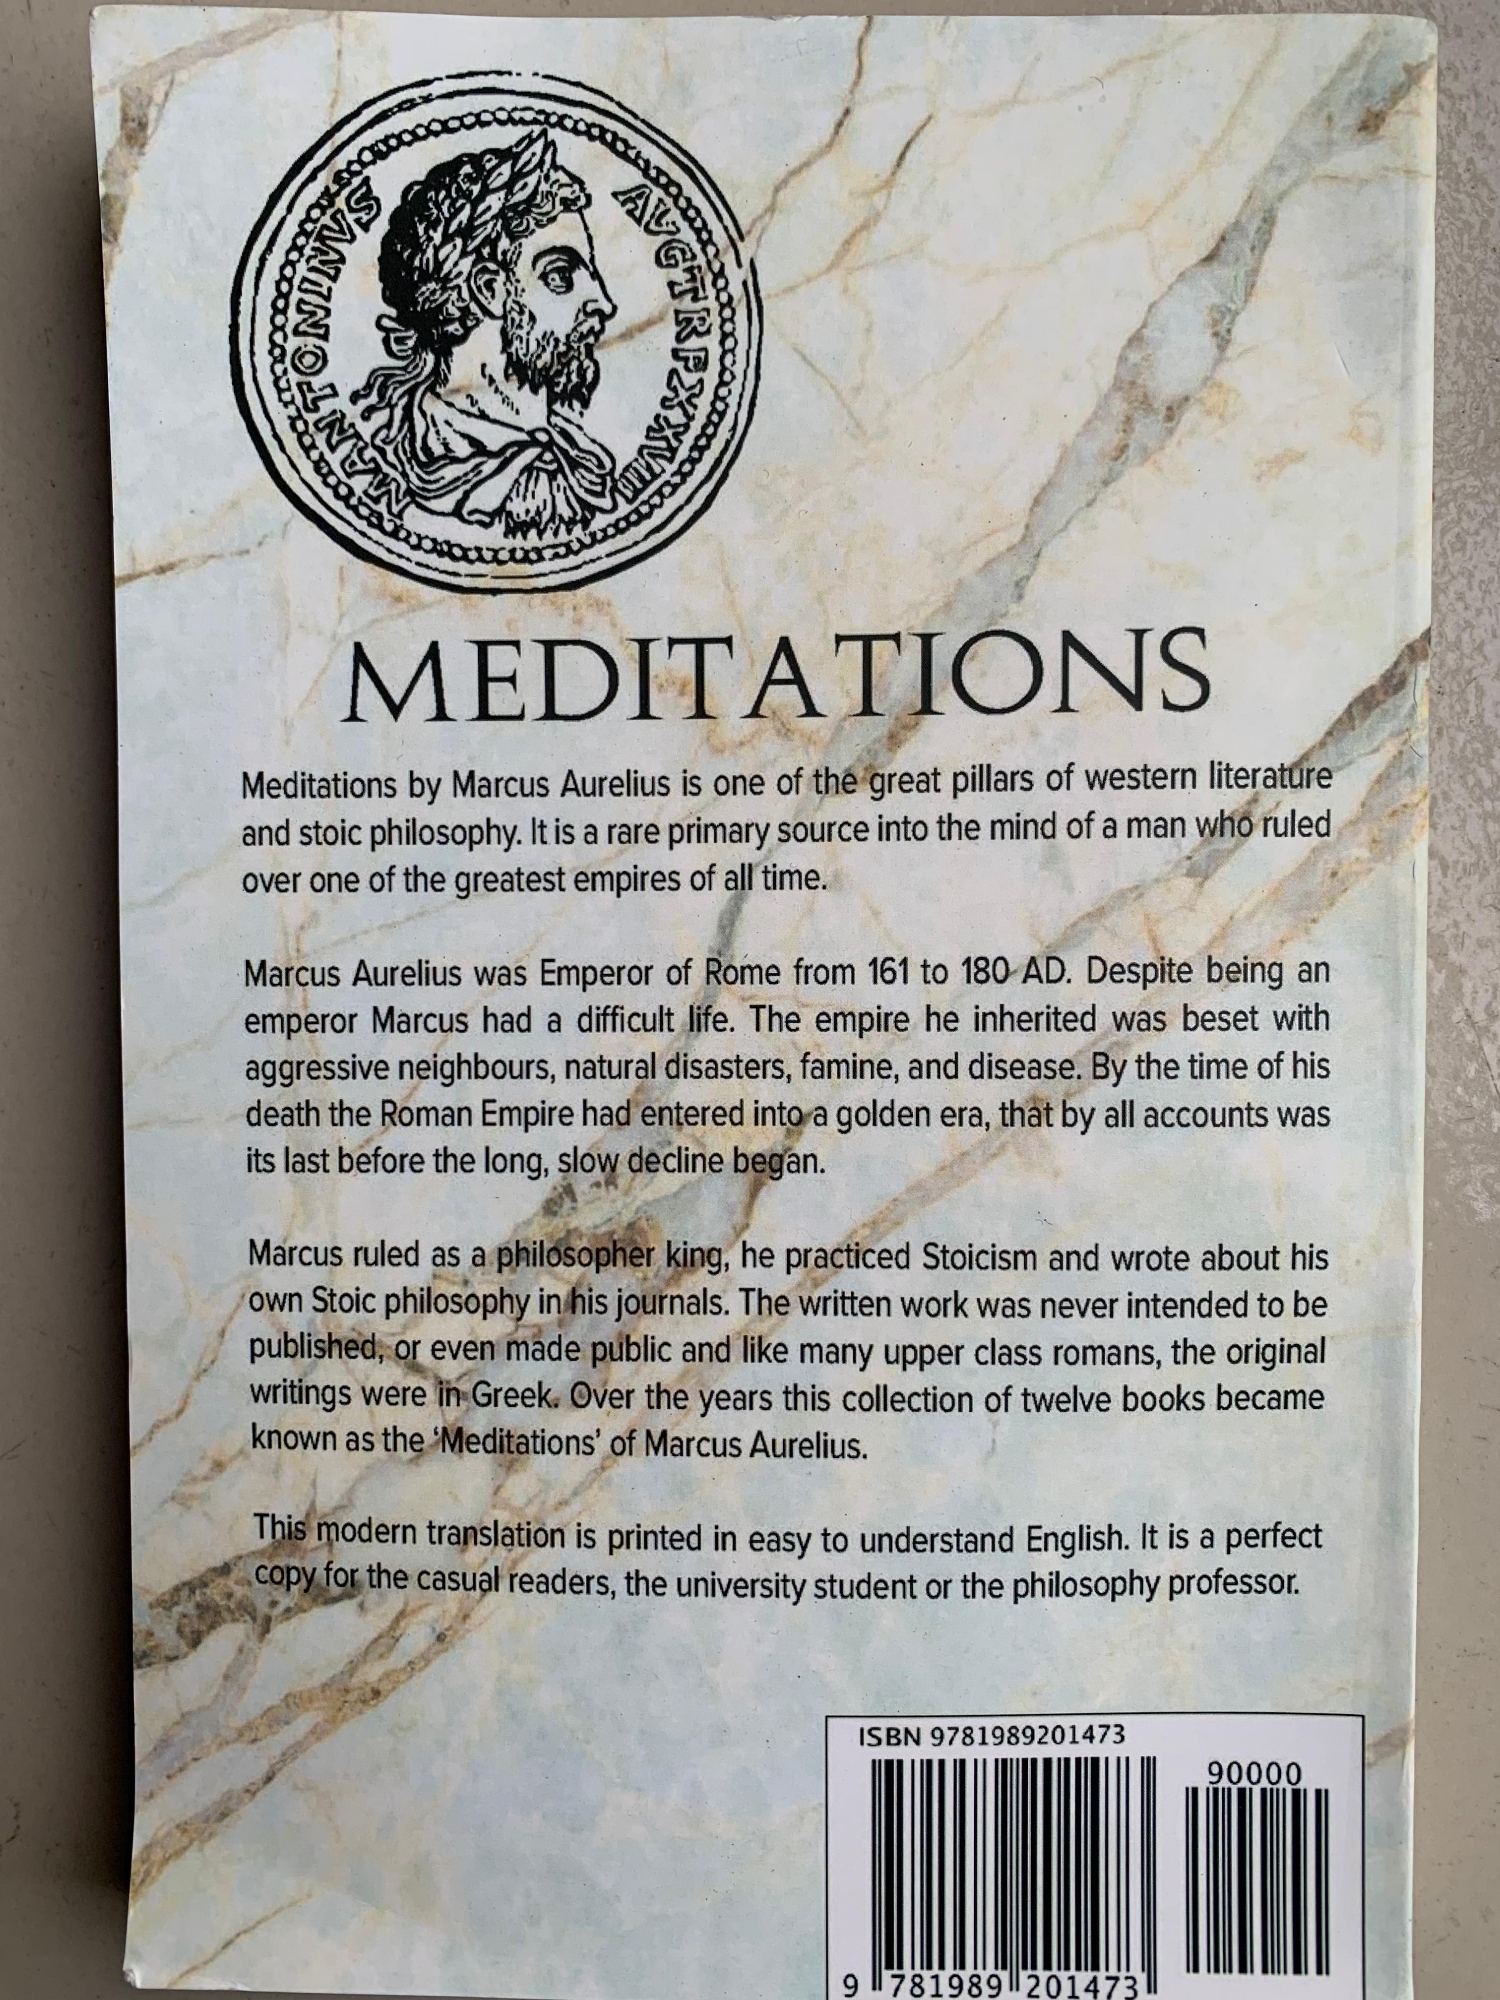 M ANTONINVS AVG TR P XXVIII
MEDITATIONS
Meditations by Marcus Aurelius is one of the great pillars of western literature
and stoic philosophy. It is a rare primary source into the mind of a man who ruled
over one of the greatest empires of all time.
Marcus Aurelius was Emperor of Rome from 161 to 180 AD. Despite being an
emperor Marcus had a difficult life. The empire he inherited was beset with
aggressive neighbours, natural disasters, famine, and disease. By the time of his
death the Roman Empire had entered into a golden era, that by all accounts was
its last before the long, slow decline began.
Marcus ruled as a philosopher king, he practiced Stoicism and wrote about his
own Stoic philosophy in his journals. The written work was never intended to be
published, or even made public and like many upper class romans, the original
writings were in Greek. Over the years this collection of twelve books became
known as the ‘Meditations’ of Marcus Aurelius.
This modern translation is printed in easy to understand English. It is a perfect
copy for the casual readers, the university student or the philosophy professor.
ISBN 9781989201473
90000
9 781989 201473